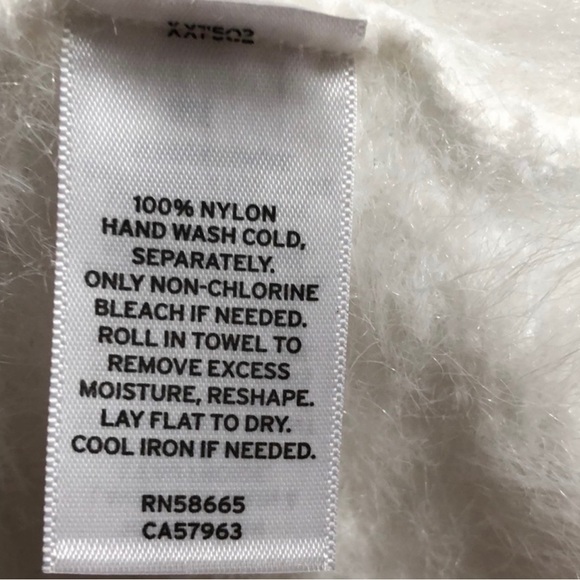 100% NYLON
HAND WASH COLD,
SEPARATELY.
ONLY NON-CHLORINE
BLEACH IF NEEDED.
ROLL IN TOWEL TO
REMOVE EXCESS
MOISTURE, RESHAPE.
LAY FLAT TO DRY.
COOL IRON IF NEEDED.
RN58665
CA57963